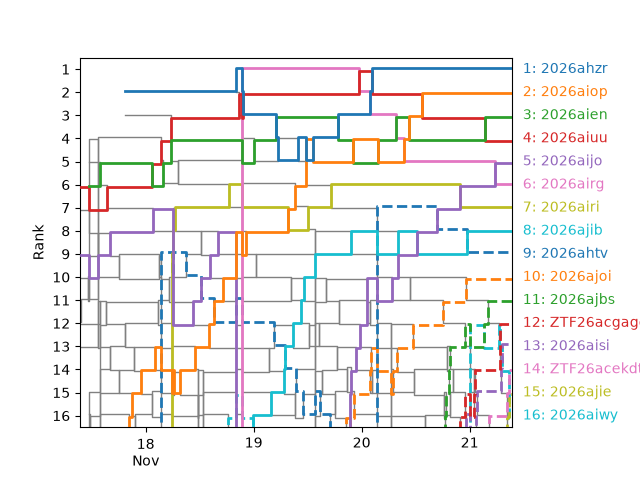 1
2
3
4
5
6
7
8
9
10
11
12
13
14
15
16
Rank
18
19
20
21
Nov
1: 2026ahzr
2: 2026aiop
3: 2026aien
4: 2026aiuu
5: 2026aijo
6: 2026airg
7: 2026airi
8: 2026ajib
9: 2026ahtv
10: 2026ajoi
11: 2026ajbs
12: ZTF26acgag
13: 2026aisi
14: ZTF26acekdt
15: 2026ajie
16: 2026aiwy